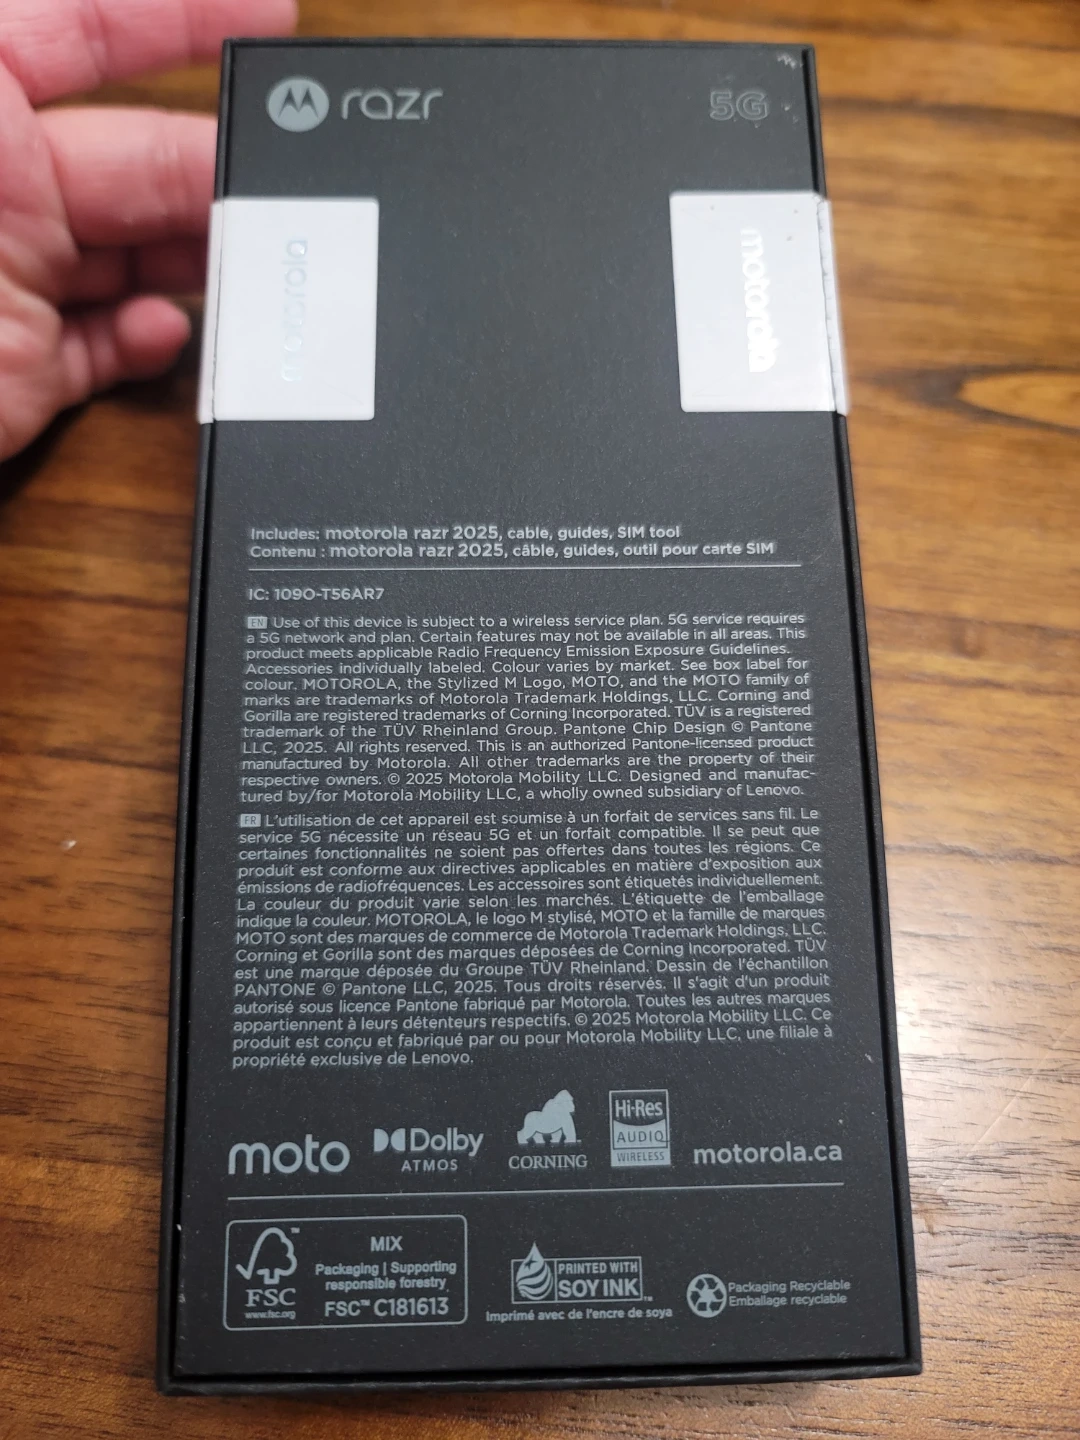 razr
5G
motorola
motorola
Includes: motorola razr 2025, cable, guides, SIM tool
Contenu : motorola razr 2025, câble, guides, outil pour carte SIM
IC: 109O-T56AR7
EN Use of this device is subject to a wireless service plan. 5G service requires
a 5G network and plan. Certain features may not be available in all areas. This
product meets applicable Radio Frequency Emission Exposure Guidelines.
Accessories individually labeled. Colour varies by market. See box label for
colour. MOTOROLA, the Stylized M Logo, MOTO, and the MOTO family of
marks are trademarks of Motorola Trademark Holdings, LLC. Corning and
Gorilla are registered trademarks of Corning Incorporated. TÜV is a registered
trademark of the TÜV Rheinland Group. Pantone Chip Design © Pantone
LLC, 2025. All rights reserved. This is an authorized Pantone-licensed product
manufactured by Motorola. All other trademarks are the property of their
respective owners. © 2025 Motorola Mobility LLC. Designed and manufac-
tured by/for Motorola Mobility LLC, a wholly owned subsidiary of Lenovo.
FR L'utilisation de cet appareil est soumise à un forfait de services sans fil. Le
service 5G nécessite un réseau 5G et un forfait compatible. Il se peut que
certaines fonctionnalités ne soient pas offertes dans toutes les régions. Ce
produit est conforme aux directives applicables en matière d'exposition aux
émissions de radiofréquences. Les accessoires sont étiquetés individuellement.
La couleur du produit varie selon les marchés. L'étiquette de l'emballage
indique la couleur. MOTOROLA, le logo M stylisé, MOTO et la famille de marques
MOTO sont des marques de commerce de Motorola Trademark Holdings, LLC.
Corning et Gorilla sont des marques déposées de Corning Incorporated. TÜV
est une marque déposée du Groupe TÜV Rheinland. Dessin de l'échantillon
PANTONE © Pantone LLC, 2025. Tous droits réservés. Il s'agit d'un produit
autorisé sous licence Pantone fabriqué par Motorola. Toutes les autres marques
appartiennent à leurs détenteurs respectifs. © 2025 Motorola Mobility LLC. Ce
produit est conçu et fabriqué par ou pour Motorola Mobility LLC, une filiale à
propriété exclusive de Lenovo.
moto
Dolby
ATMOS
CORNING
Hi-Res
AUDIO
WIRELESS
motorola.ca
FSC
www.fsc.org
MIX
Packaging | Supporting
responsible forestry
FSC™ C181613
PRINTED WITH
SOY INK™
Imprimé avec de l'encre de soya
Packaging Recyclable
Emballage recyclable